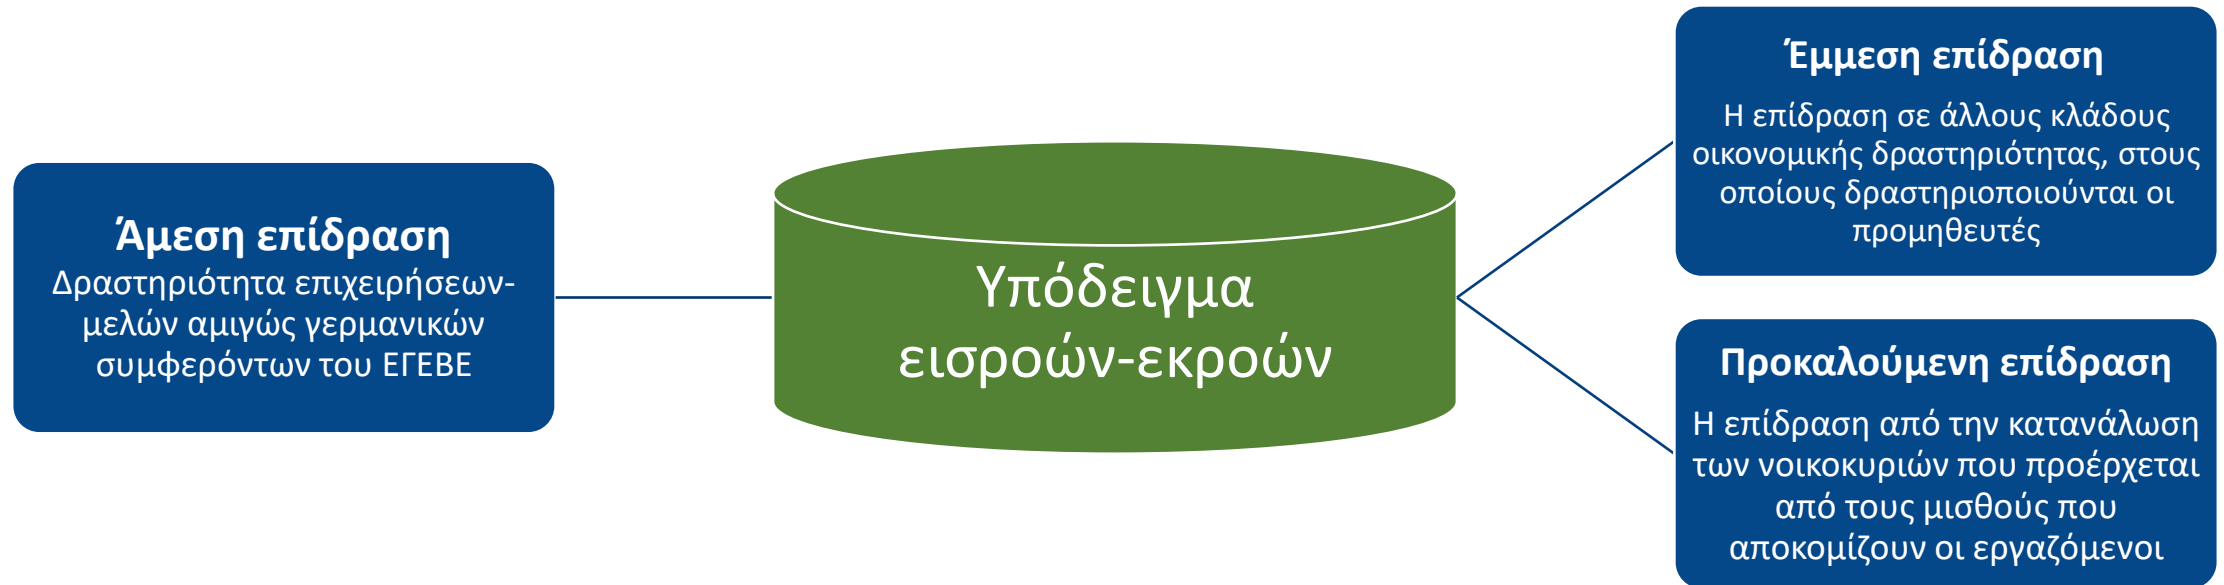 Άμεση επίδραση
Δραστηριότητα επιχειρήσεων-
μελών αμιγώς γερμανικών
συμφερόντων του ΕΓΕΒΕ
Υπόδειγμα
εισροών-εκροών
Έμμεση επίδραση
Η επίδραση σε άλλους κλάδους
οικονομικής δραστηριότητας, στους
οποίους δραστηριοποιούνται οι
προμηθευτές
Προκαλούμενη επίδραση
Η επίδραση από την κατανάλωση
των νοικοκυριών που προέρχεται
από τους μισθούς που
αποκομίζουν οι εργαζόμενοι